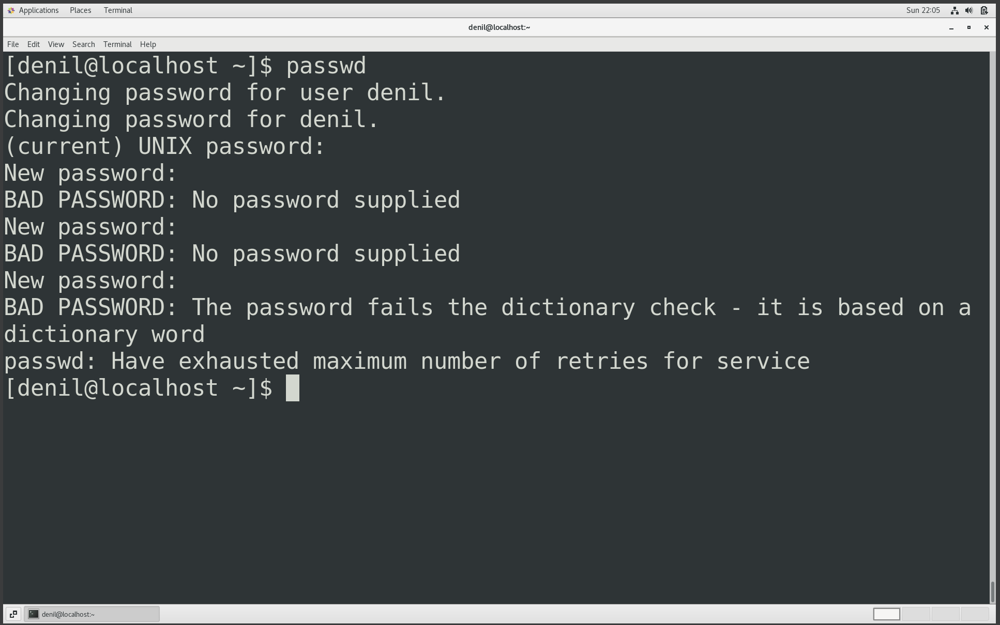 Applications Places Terminal Sun 22:05
denil@localhost:~
File Edit View Search Terminal Help
[denil@localhost ~]$ passwd
Changing password for user denil.
Changing password for denil.
(current) UNIX password:
New password:
BAD PASSWORD: No password supplied
New password:
BAD PASSWORD: No password supplied
New password:
BAD PASSWORD: The password fails the dictionary check - it is based on a
dictionary word
passwd: Have exhausted maximum number of retries for service
[denil@localhost ~]$
denil@localhost:~